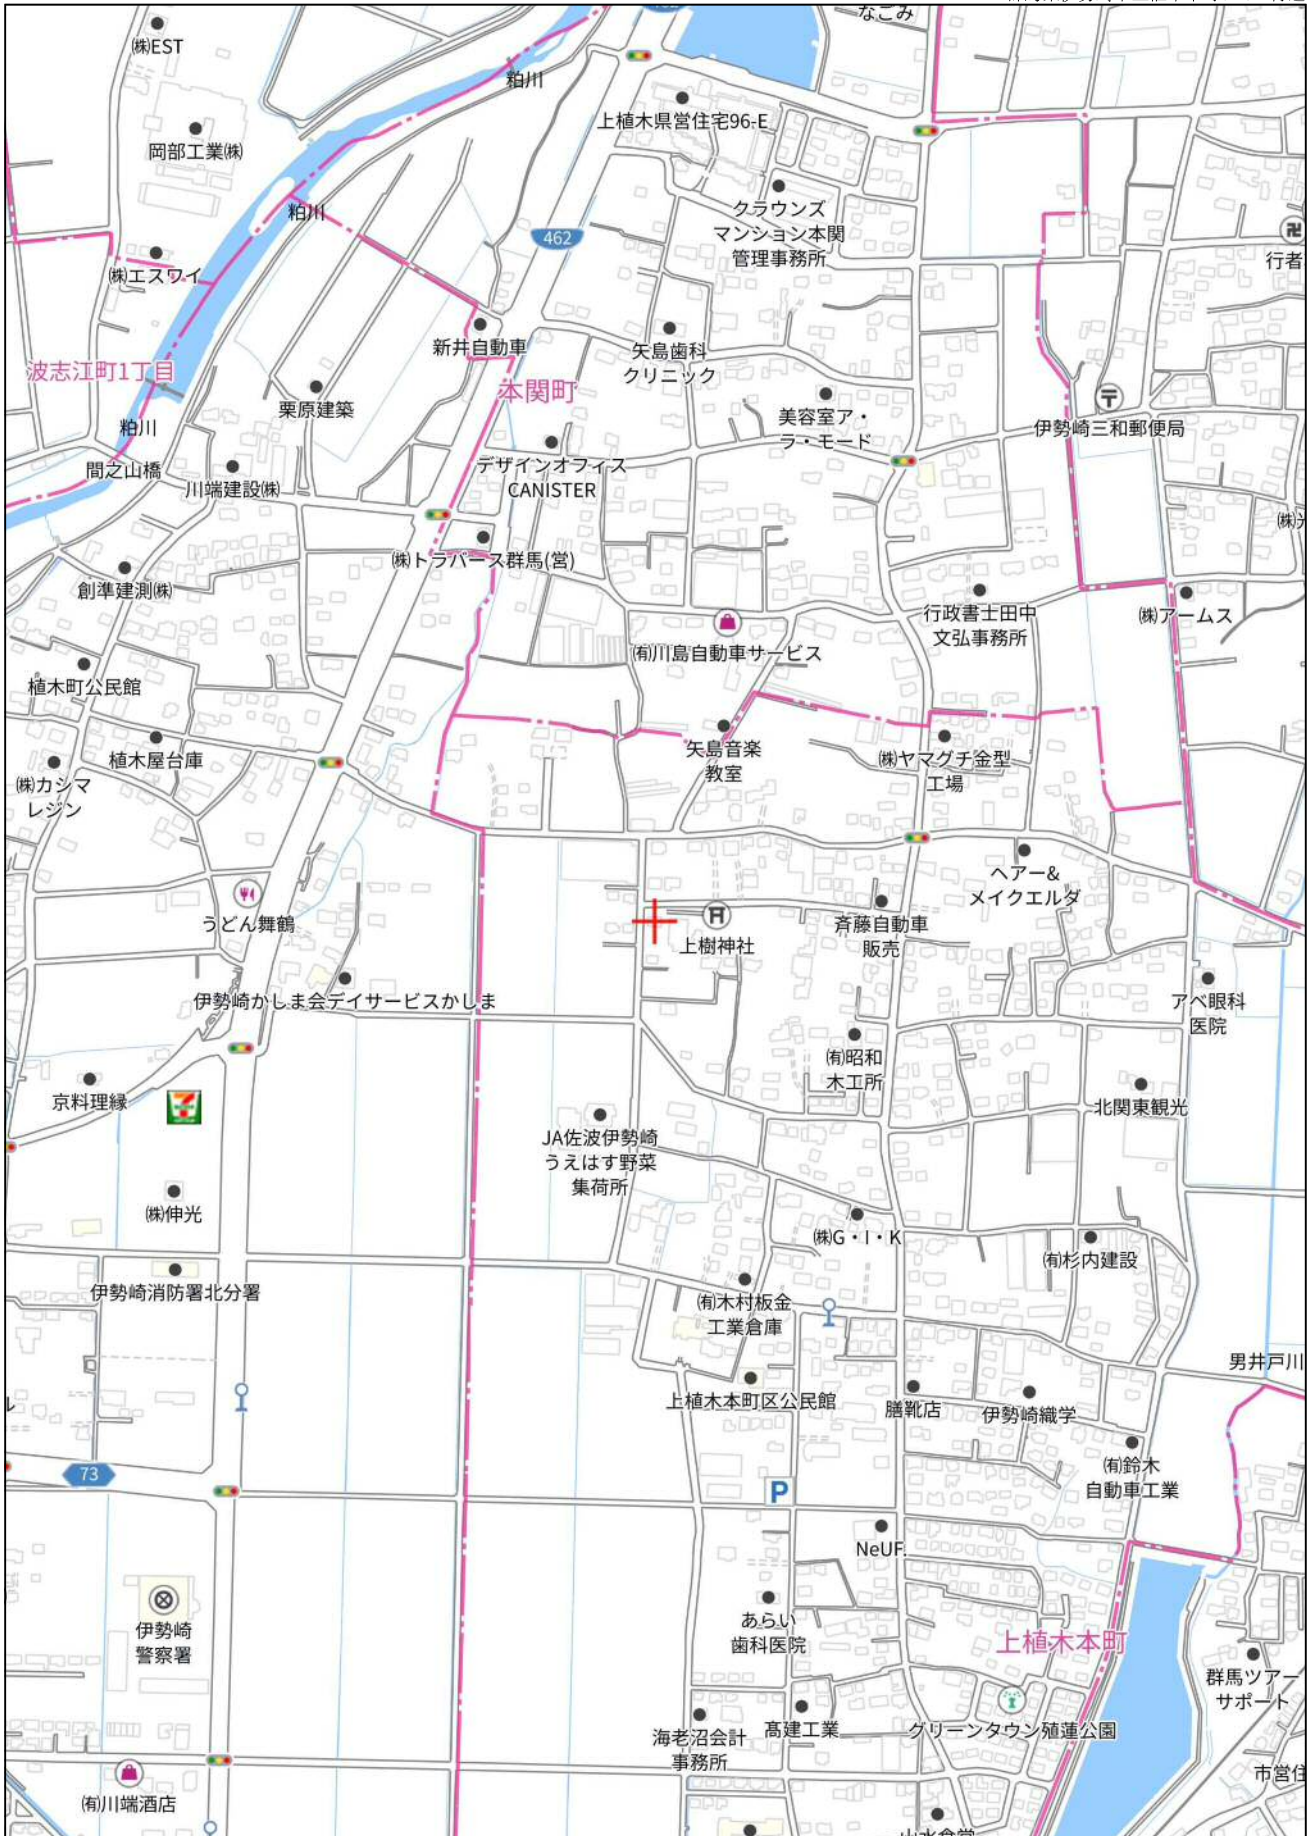 なごみ
㈱EST
粕川
上植木県営住宅96-E
岡部工業㈱
クラウンズ
マンション本関
管理事務所
粕川
462
行者
㈱エスワイ
新井自動車
矢島歯科
クリニック
波志江町1丁目
本関町
栗原建築
美容室ア・
ラ・モード
伊勢崎三和郵便局
粕川
間之山橋
川端建設㈱
デザインオフィス
CANISTER
㈱トラバース群馬(営)
創準建測㈱
行政書士田中
文弘事務所
㈱アームス
㈲川島自動車サービス
植木町公民館
植木屋台庫
矢島音楽
教室
㈱ヤマグチ金型
工場
㈱カシマ
レジン
ヘアー&
メイクエルダ
うどん舞鶴
上樹神社
斉藤自動車
販売
伊勢崎かしま会デイサービスかしま
アベ眼科
医院
㈲昭和
木工所
京料理縁
北関東観光
JA佐波伊勢崎
うえはす野菜
集荷所
㈱伸光
㈱G・I・K
㈲杉内建設
伊勢崎消防署北分署
㈲木村板金
工業倉庫
男井戸川
上植木本町区公民館
膳靴店
伊勢崎織学
73
㈲鈴木
自動車工業
P
NeUF.
伊勢崎
警察署
あらい
歯科医院
上植木本町
群馬ツアー
サポート
海老沼会計
事務所
髙建工業
グリーンタウン殖蓮公園
市営住
㈲川端酒店